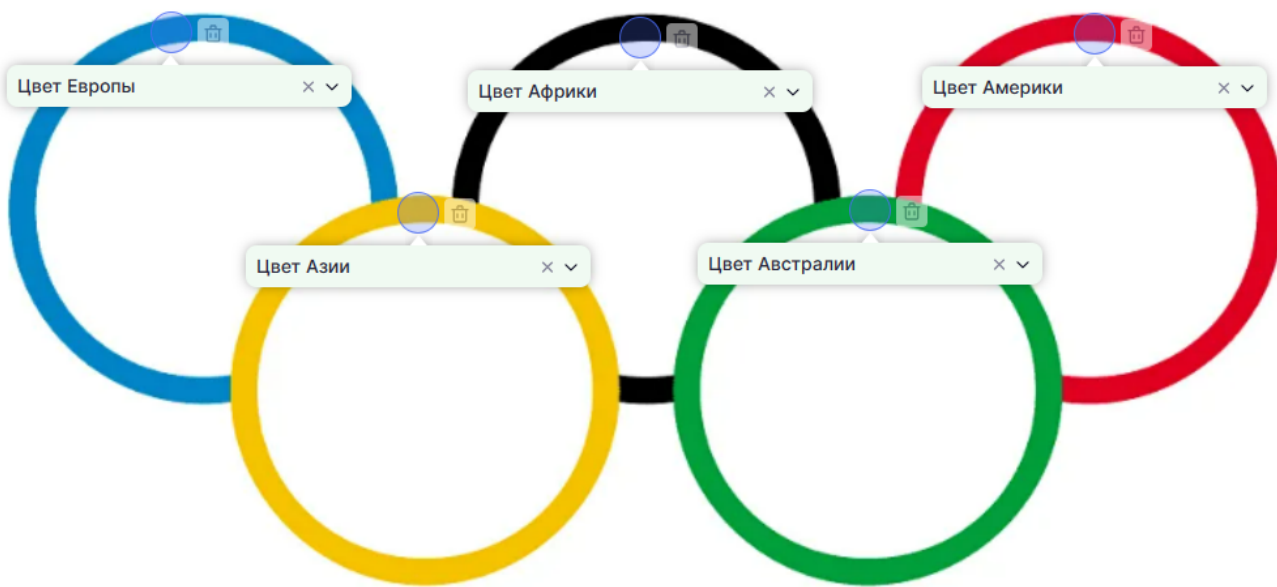 Цвет Европы
Цвет Африки
Цвет Америки
Цвет Азии
Цвет Австралии